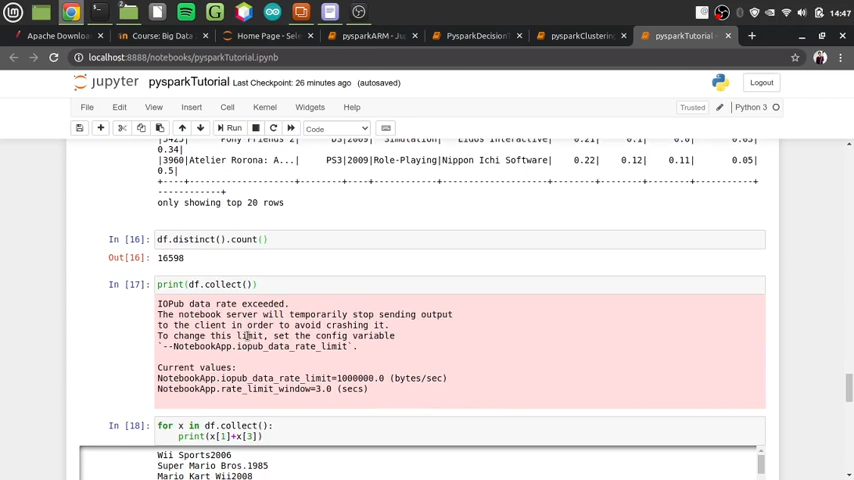 14:47
Apache Downloa
Course: Big Data
Home Page - Sele
pysparkARM - Ju
PysparkDecisionT
pysparkClustering
pysparkTutorial -
localhost:8888/notebooks/pysparkTutorial.ipynb
jupyter pysparkTutorial Last Checkpoint: 26 minutes ago (autosaved)
Logout
File Edit View Insert Cell Kernel Widgets Help
Trusted Python 3
Run Code
0.34|
|3960|Atelier Rorona: A...| PS3|2009|Role-Playing|Nippon Ichi Software| 0.22| 0.12| 0.11| 0.05|
0.5|
+----+--------------------+--------+----+------------+--------------------+--------+--------+--------+-----------+
------------+
only showing top 20 rows
In [16]: df.distinct().count()
Out[16]: 16598
In [17]: print(df.collect())
IOPub data rate exceeded.
The notebook server will temporarily stop sending output
to the client in order to avoid crashing it.
To change this limit, set the config variable
`--NotebookApp.iopub_data_rate_limit`.
Current values:
NotebookApp.iopub_data_rate_limit=1000000.0 (bytes/sec)
NotebookApp.rate_limit_window=3.0 (secs)
In [18]: for x in df.collect():
print(x[1]+x[3])
Wii Sports2006
Super Mario Bros.1985
Mario Kart Wii2008